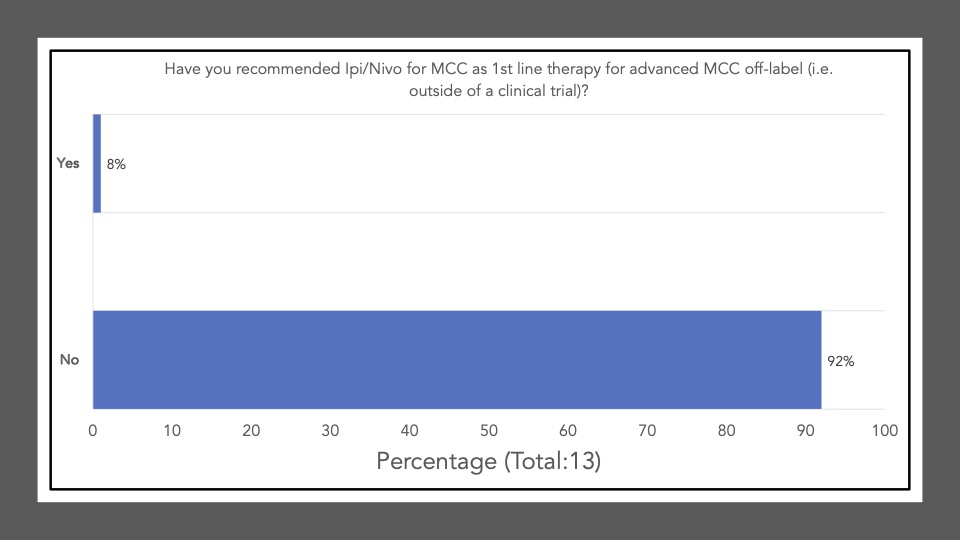 Have you recommended Ipi/Nivo for MCC as 1st line therapy for advanced MCC off-label (i.e.
outside of a clinical trial)?
Yes
8%
No
92%
0 10 20 30 40 50 60 70 80 90 100
Percentage (Total:13)